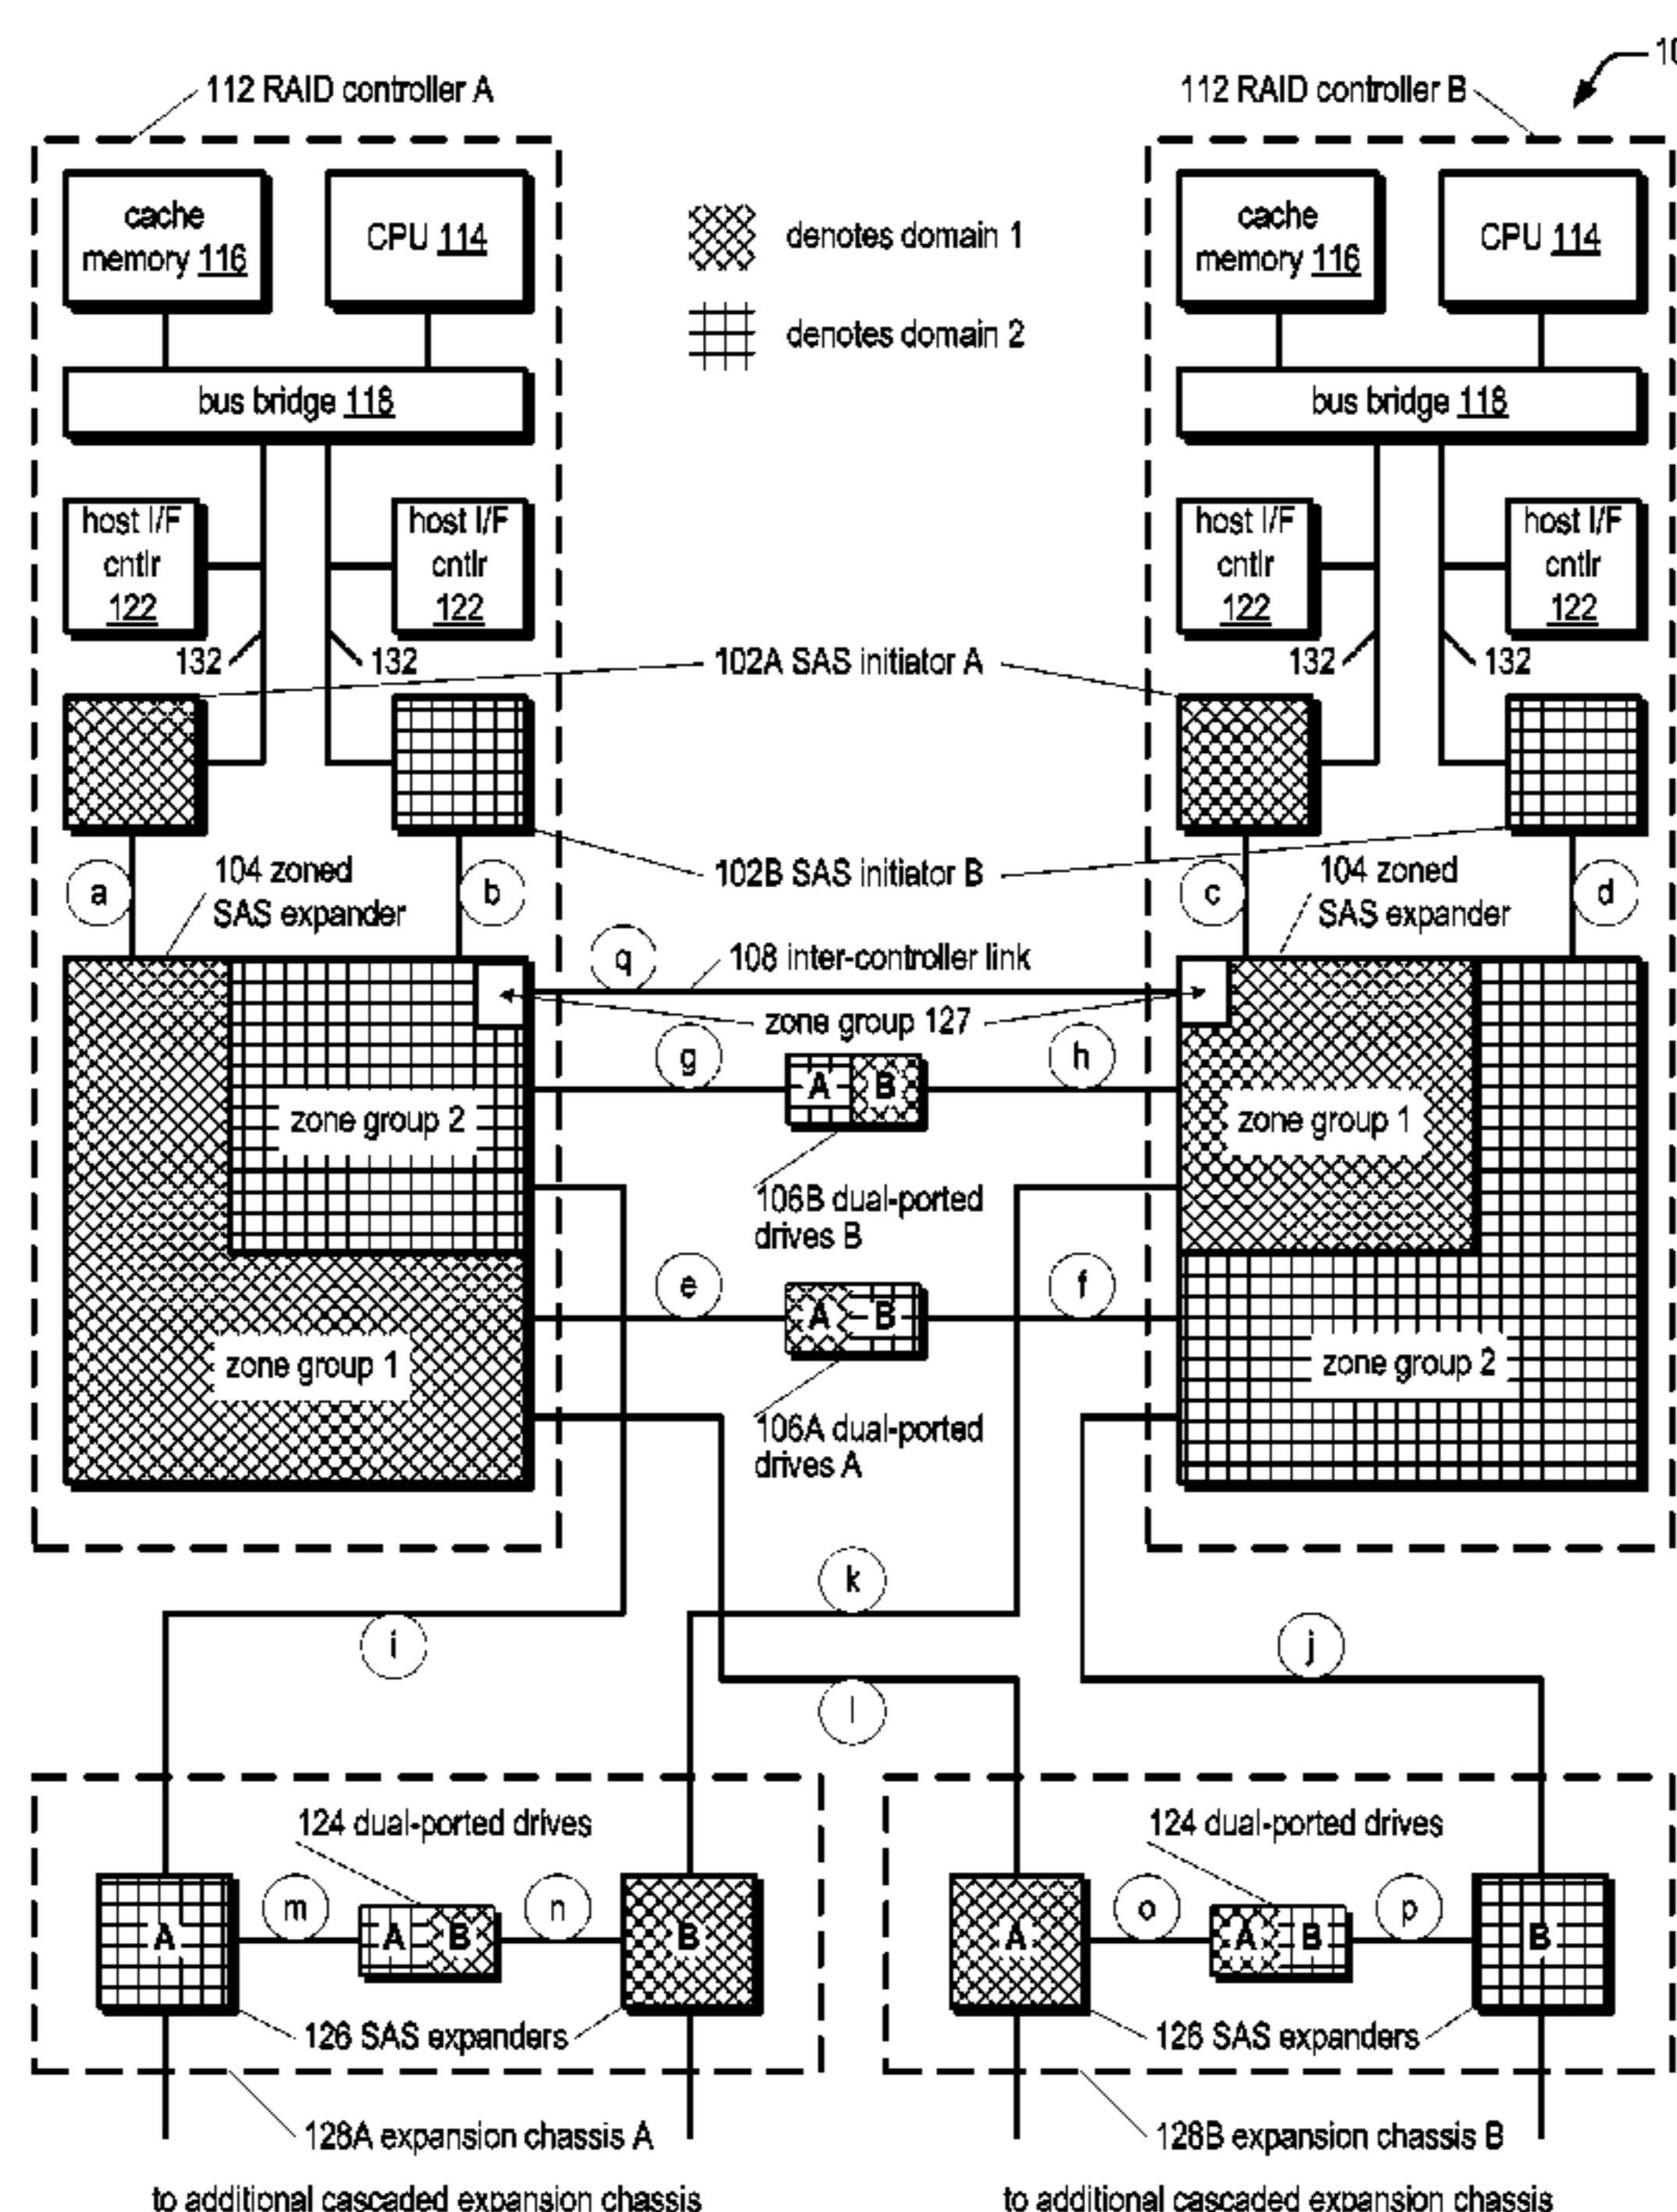 10
112 RAID controller A
112 RAID controller B
cache
memory 116
CPU 114
denotes domain 1
denotes domain 2
cache
memory 116
CPU 114
bus bridge 118
bus bridge 118
host I/F
cntlr
122
host I/F
cntlr
122
host I/F
cntlr
122
host I/F
cntlr
122
132
132
132
132
102A SAS initiator A
102B SAS initiator B
a
104 zoned
SAS expander
b
c
104 zoned
SAS expander
d
q
108 inter-controller link
zone group 127
g
h
A
B
zone group 2
zone group 1
106B dual-ported
drives B
e
f
A
B
zone group 1
zone group 2
106A dual-ported
drives A
k
i
j
l
124 dual-ported drives
124 dual-ported drives
A
m
A
B
n
B
A
o
A
B
p
B
126 SAS expanders
126 SAS expanders
128A expansion chassis A
128B expansion chassis B
to additional cascaded expansion chassis
to additional cascaded expansion chassis